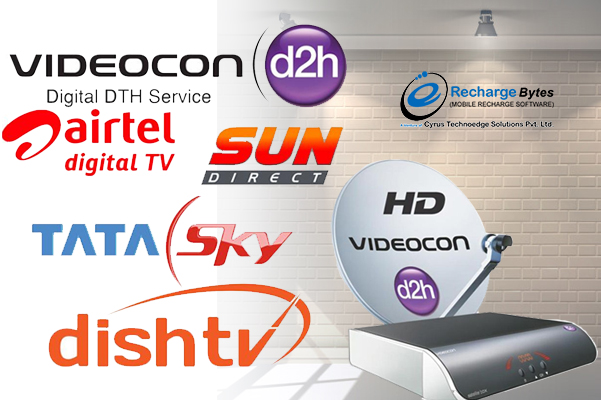 VIDEOCON d2h
Digital DTH Service
airtel
digital TV
SUN
DIRECT
TATA Sky
dishtv
e Recharge Bytes
(MOBILE RECHARGE SOFTWARE)
Cyrus Technoedge Solutions Pvt. Ltd
HD
VIDEOCON
d2h